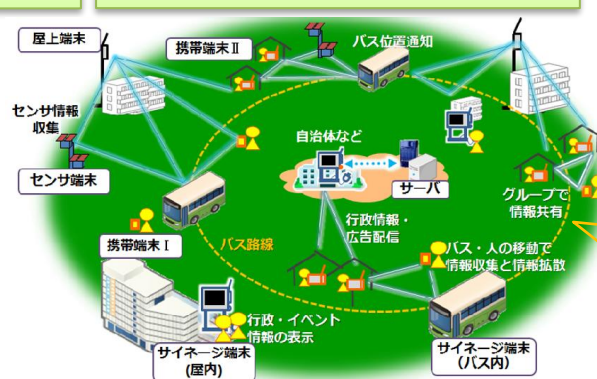 屋上端末
携帯端末Ⅱ
バス位置通知
センサ情報
収集
自治体など
センサ端末
サーバ
グループで
情報共有
行政情報・
広告配信
携帯端末Ⅰ
バス路線
バス・人の移動で
情報収集と情報拡散
行政・イベント
情報の表示
サイネージ端末
(屋内)
サイネージ端末
(バス内)